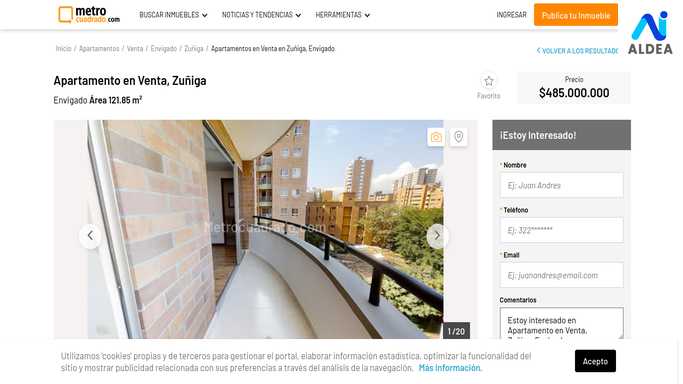 metro
cuadrado.com
BUSCAR INMUEBLES
NOTICIAS Y TENDENCIAS
HERRAMIENTAS
INGRESAR
Publica tu Inmueble
ALDEA
Inicio / Apartamentos / Venta / Envigado / Zuñiga / Apartamentos en Venta en Zuñiga, Envigado
VOLVER A LOS RESULTAD
Apartamento en Venta, Zuñiga
Envigado Área 121.85 m²
Favorito
Precio
$485.000.000
Metrocuadrado.com
1 / 20
¡Estoy Interesado!
* Nombre
Ej: Juan Andres
* Teléfono
Ej: 322*******
* Email
Ej: juanandres@email.com
Comentarios
Estoy interesado en
Apartamento en Venta,
Utilizamos 'cookies' propias y de terceros para gestionar el portal, elaborar información estadística, optimizar la funcionalidad del
sitio y mostrar publicidad relacionada con sus preferencias a través del análisis de la navegación. Más información.
Acepto